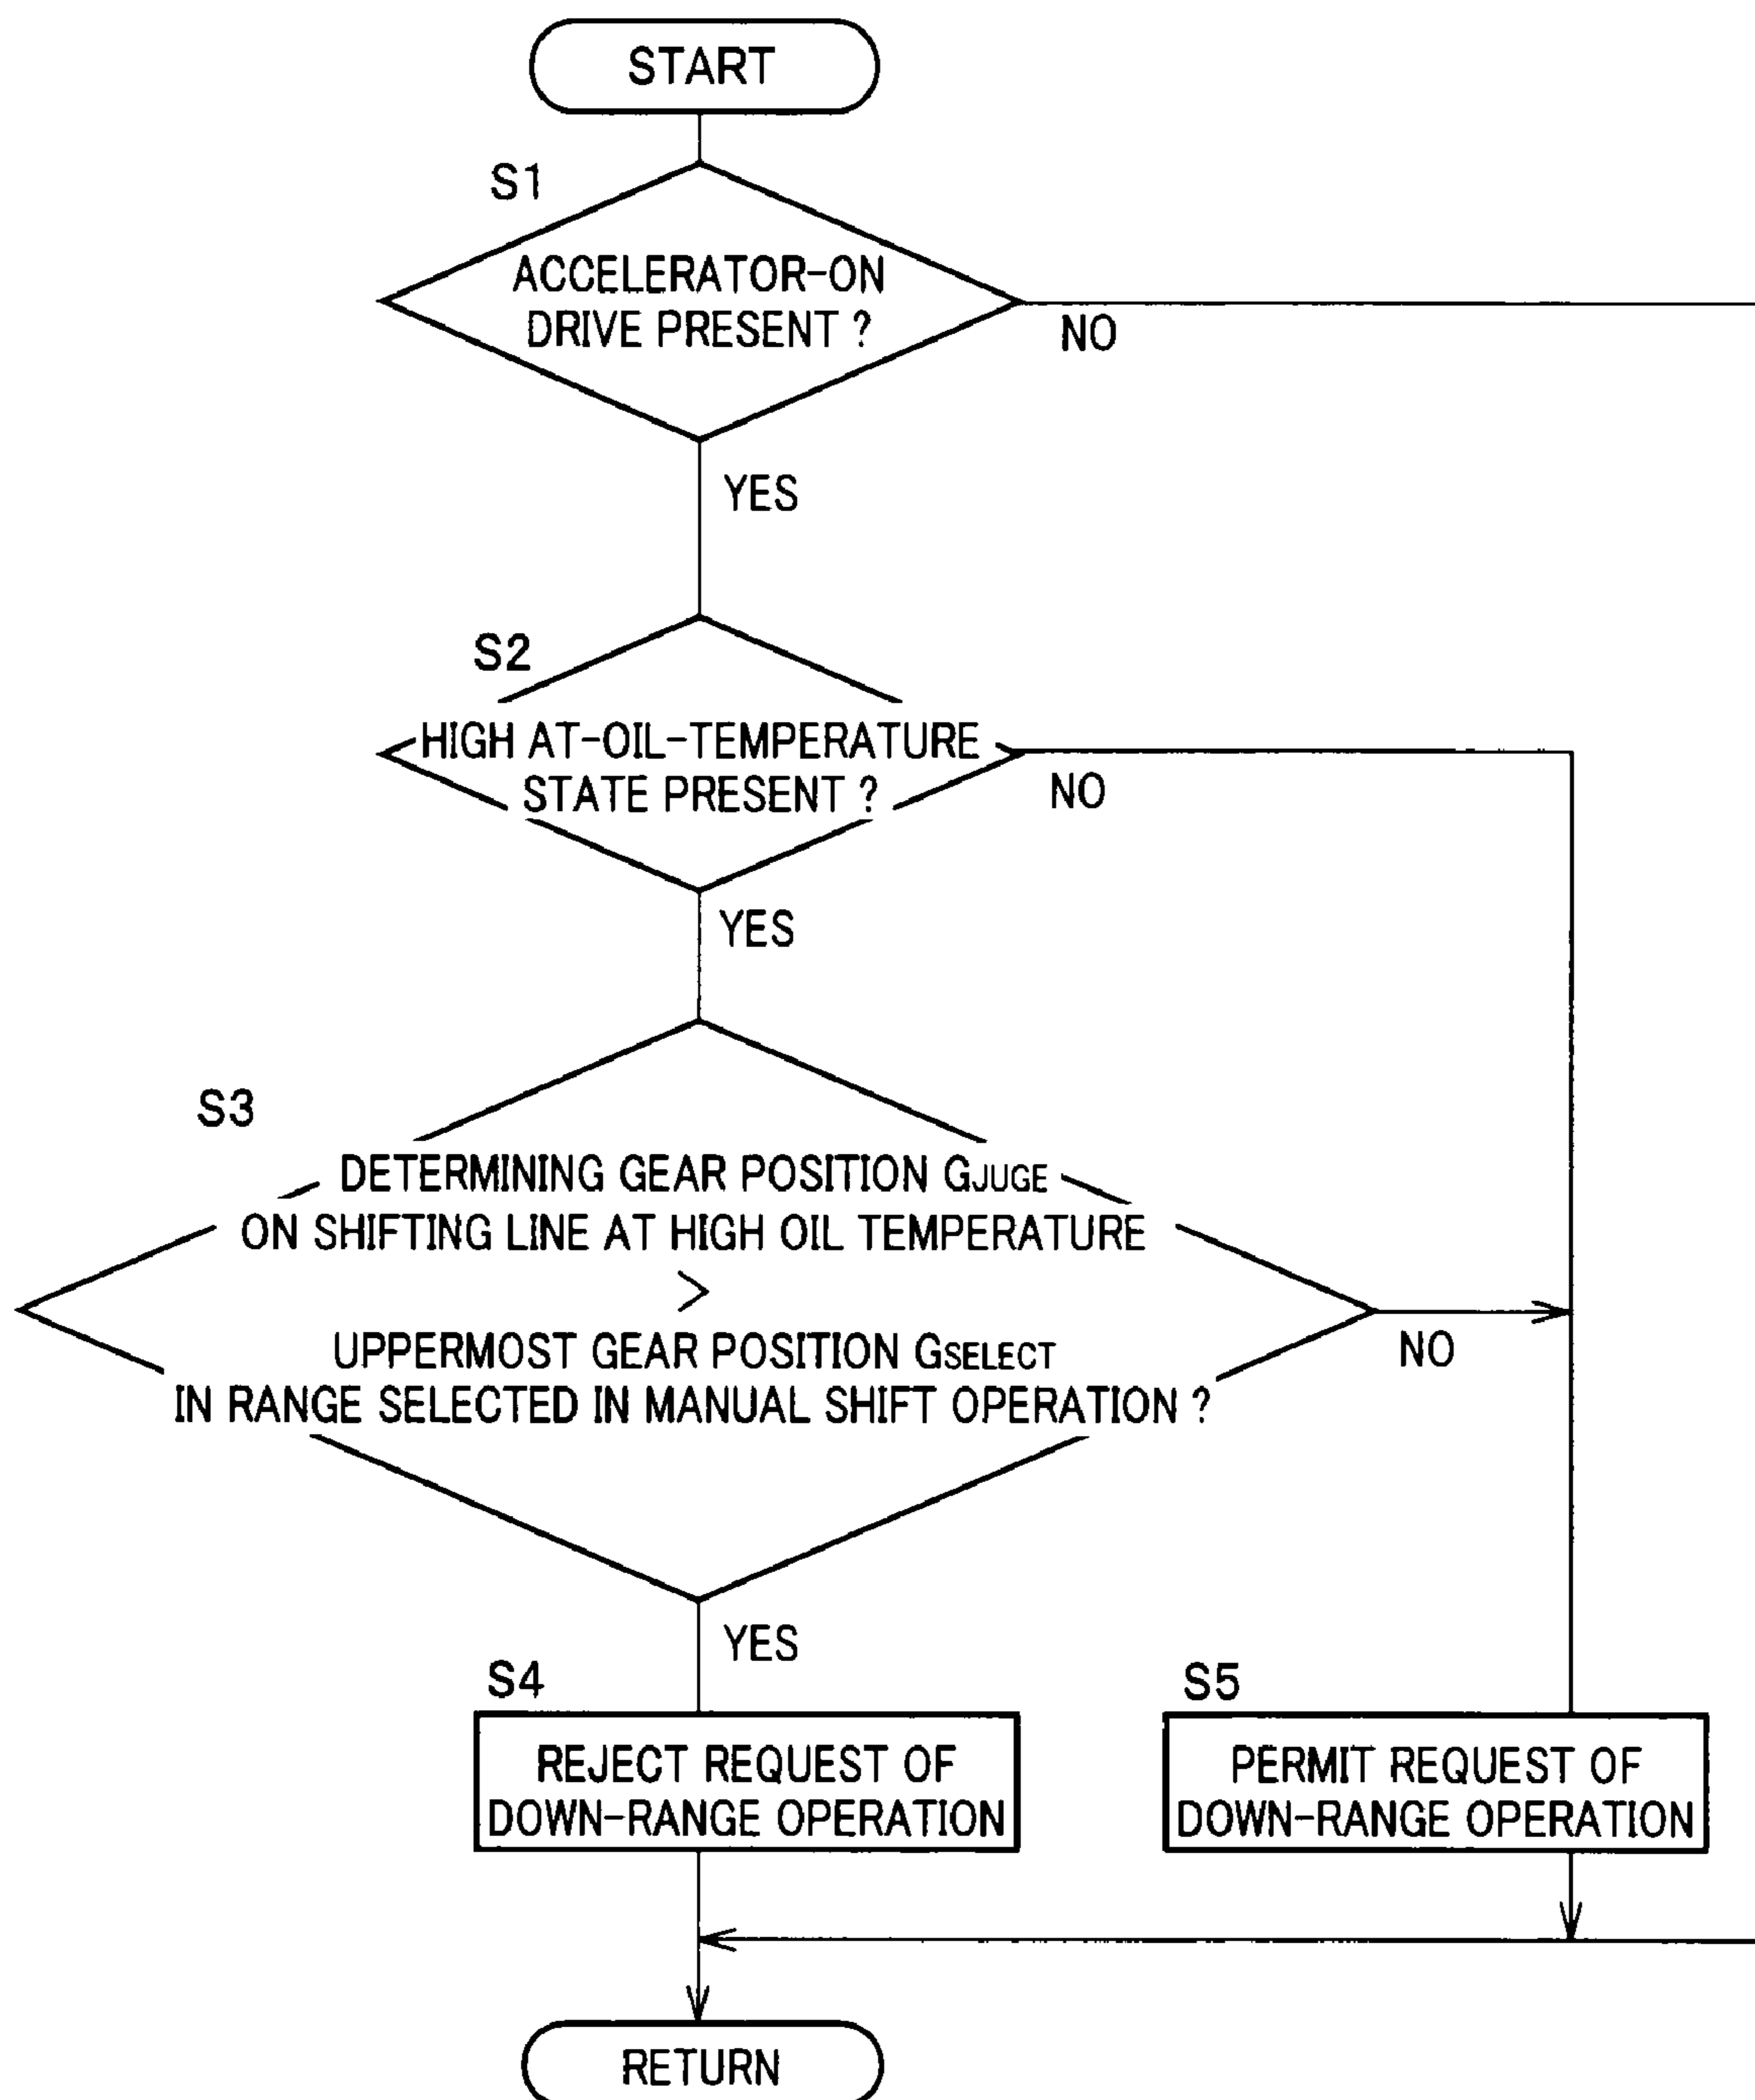 START
S1
ACCELERATOR-ON
DRIVE PRESENT ?
NO
YES
S2
HIGH AT-OIL-TEMPERATURE
STATE PRESENT ?
NO
YES
S3
DETERMINING GEAR POSITION GJUGE
ON SHIFTING LINE AT HIGH OIL TEMPERATURE
>
UPPERMOST GEAR POSITION GSELECT
IN RANGE SELECTED IN MANUAL SHIFT OPERATION ?
NO
YES
S4
REJECT REQUEST OF
DOWN-RANGE OPERATION
S5
PERMIT REQUEST OF
DOWN-RANGE OPERATION
RETURN